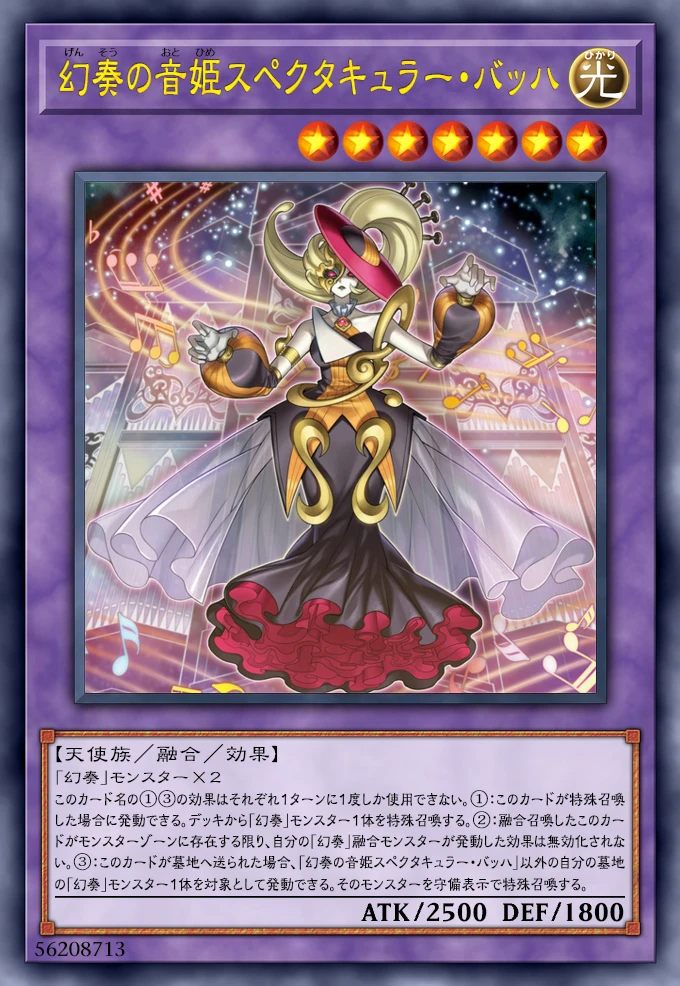 げん そう おと ひめ
幻奏の音姫スペクタキュラー・バッハ
ひかり
光
【天使族／融合／効果】
「幻奏」モンスター×2
このカード名の①③の効果はそれぞれ1ターンに1度しか使用できない。①:このカードが特殊召喚
した場合に発動できる。デッキから「幻奏」モンスター1体を特殊召喚する。②:融合召喚したこのカー
ドがモンスターゾーンに存在する限り、自分の「幻奏」融合モンスターが発動した効果は無効化されな
い。③:このカードが墓地へ送られた場合、「幻奏の音姫スペクタキュラー・バッハ」以外の自分の墓地
の「幻奏」モンスター1体を対象として発動できる。そのモンスターを守備表示で特殊召喚する。
ATK/2500 DEF/1800
56208713